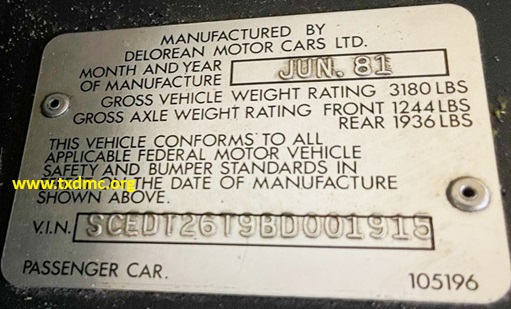 MANUFACTURED BY
DELOREAN MOTOR CARS LTD.
MONTH AND YEAR
OF MANUFACTURE JUN. 81
GROSS VEHICLE WEIGHT RATING 3180 LBS
GROSS AXLE WEIGHT RATING FRONT 1244 LBS
REAR 1936 LBS
THIS VEHICLE CONFORMS TO ALL
APPLICABLE FEDERAL MOTOR VEHICLE
SAFETY AND BUMPER STANDARDS IN
www.txdmc.org THE DATE OF MANUFACTURE
SHOWN ABOVE.
V.I.N. SCEDT26T9BD001915
PASSENGER CAR. 105196